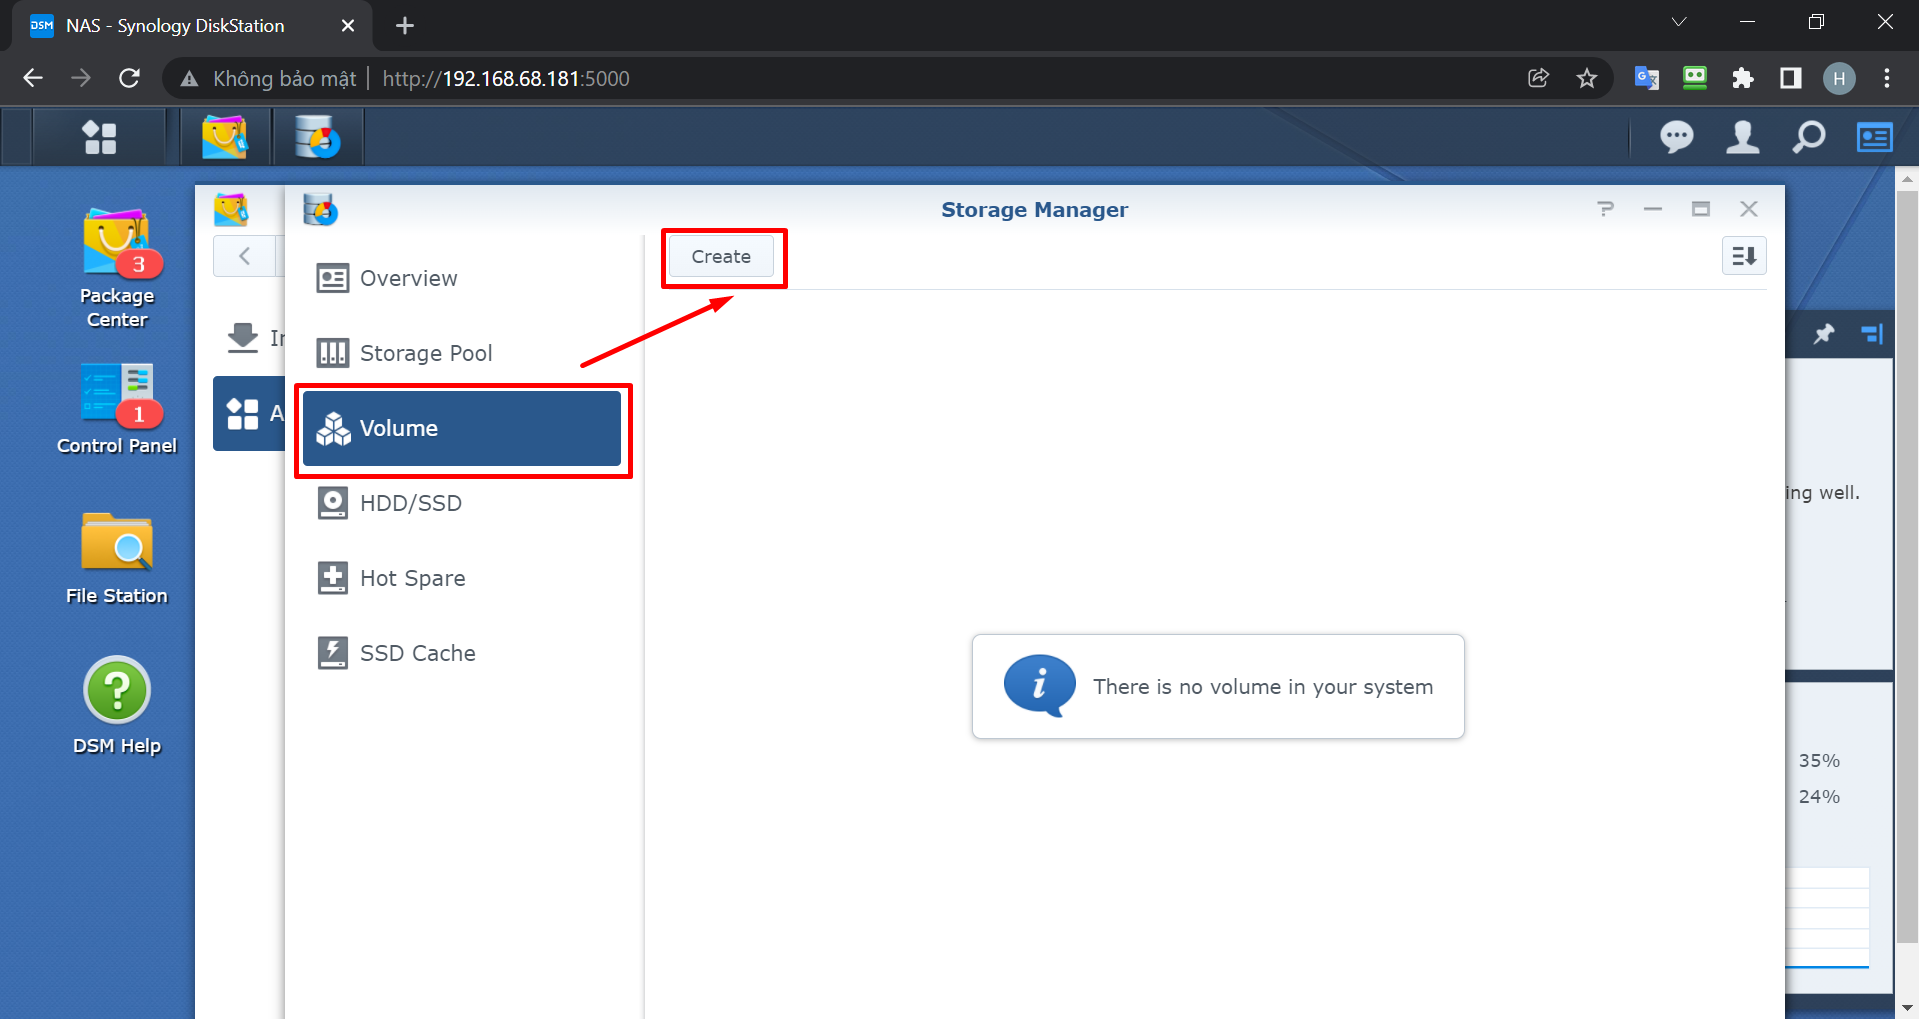 DSM NAS - Synology DiskStation
Không bảo mật | http://192.168.68.181:5000
H
Storage Manager
Create
3
Package
Center
Overview
Storage Pool
1
Control Panel
Volume
HDD/SSD
ing well.
Hot Spare
File Station
SSD Cache
There is no volume in your system
DSM Help
35%
24%